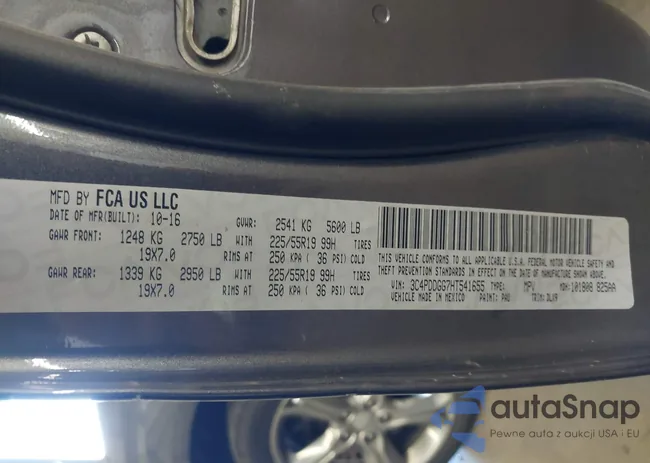 MFD BY FCA US LLC
DATE OF MFR(BUILT): 10-16 GVWR: 2541 KG 5600 LB
GAWR FRONT: 1248 KG 2750 LB WITH 225/55R19 99H TIRES
19X7.0 RIMS AT 250 KPA ( 36 PSI) COLD
GAWR REAR: 1339 KG 2950 LB WITH 225/55R19 99H TIRES
19X7.0 RIMS AT 250 KPA ( 36 PSI) COLD
THIS VEHICLE CONFORMS TO ALL APPLICABLE U.S.A. FEDERAL MOTOR VEHICLE SAFETY AND
THEFT PREVENTION STANDARDS IN EFFECT ON THE DATE OF MANUFACTURE SHOWN ABOVE.
VIN: 3C4PDDGG7HT541655 TYPE: MPV MDH: 101808 825AA
VEHICLE MADE IN MEXICO PAINT: PAU TRIM: DLX9
autaSnap
Pewne auta z aukcji USA i EU